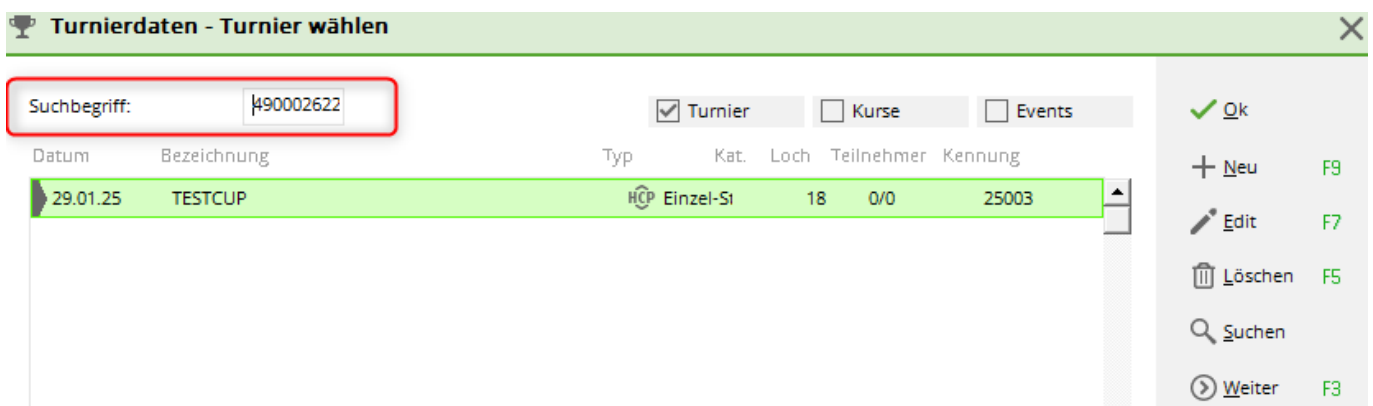 Turnierdaten - Turnier wählen
Suchbegriff: 490002622
Turnier Kurse Events
Datum Bezeichnung Typ Kat. Loch Teilnehmer Kennung
29.01.25 TESTCUP HCP Einzel-St 18 0/0 25003
Ok
Neu F9
Edit F7
Löschen F5
Suchen
Weiter F3